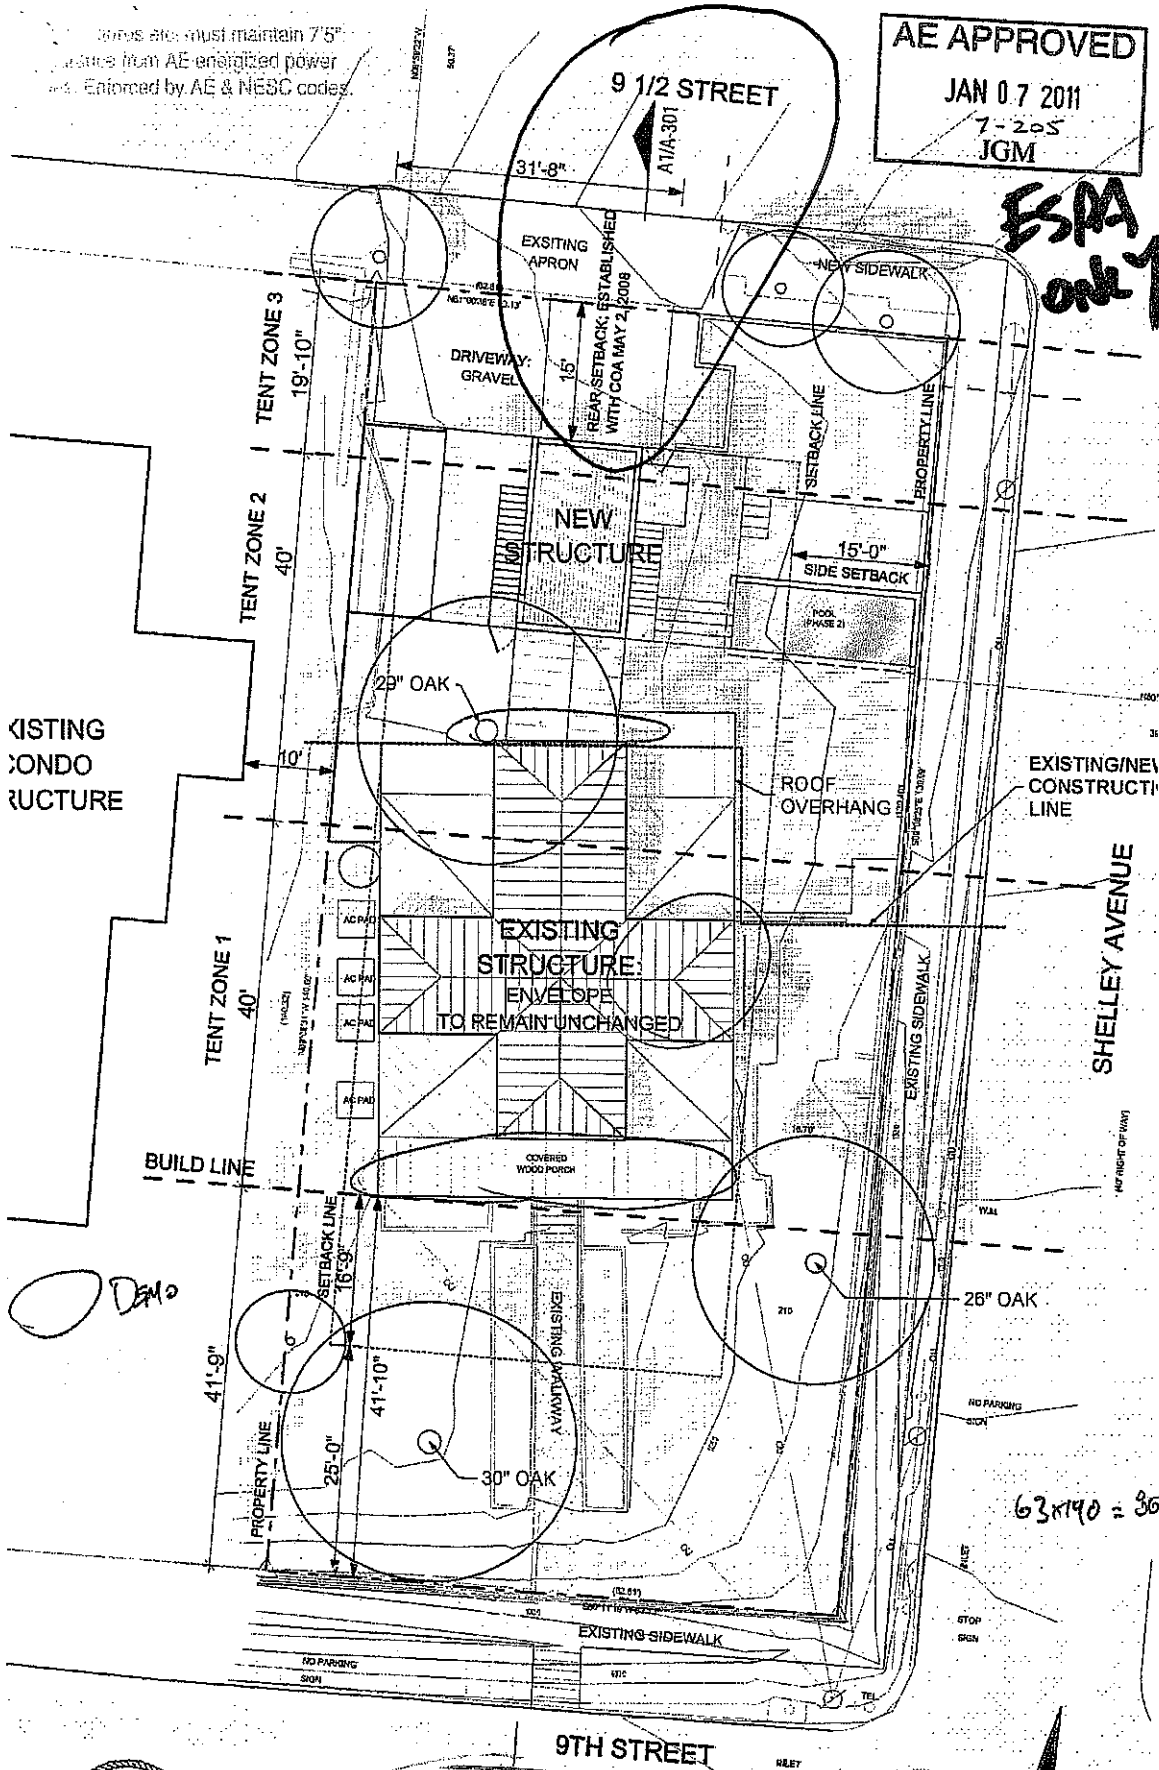 must maintain 7'5"
from AE energized power
Enforced by AE & NESC codes.
9 1/2 STREET
AE APPROVED
JAN 07 2011
7-205
JGM
ESPA
ONLY
A1/A-301
31'-8"
50.37
EXSITING
APRON
NEW SIDEWALK
TENT ZONE 3
19'-10"
DRIVEWAY:
GRAVEL
15'
REAR SETBACK: ESTABLISHED
WITH COA MAY 2, 2008
SETBACK LINE
PROPERTY LINE
TENT ZONE 2
40'
NEW
STRUCTURE
15'-0"
SIDE SETBACK
POOL
(PHASE 2)
29" OAK
XISTING
CONDO
RUCTURE
10'
ROOF
OVERHANG
EXISTING/NEW
CONSTRUCTI
LINE
SHELLEY AVENUE
TENT ZONE 1
40'
AC PAD
AC PAD
AC PAD
AC PAD
EXISTING
STRUCTURE:
ENVELOPE
TO REMAIN UNCHANGED
EXISTING SIDEWALK
COVERED
WOOD PORCH
BUILD LINE
SETBACK LINE
16'-9"
DEMO
EXISTING WALKWAY
26" OAK
41'-9"
41'-10"
25'-0"
PROPERTY LINE
30" OAK
NO PARKING
SIGN
63x140 =
INLET
STOP
SIGN
EXISTING SIDEWALK
NO PARKING
SIGN
TEL
9TH STREET
INLET